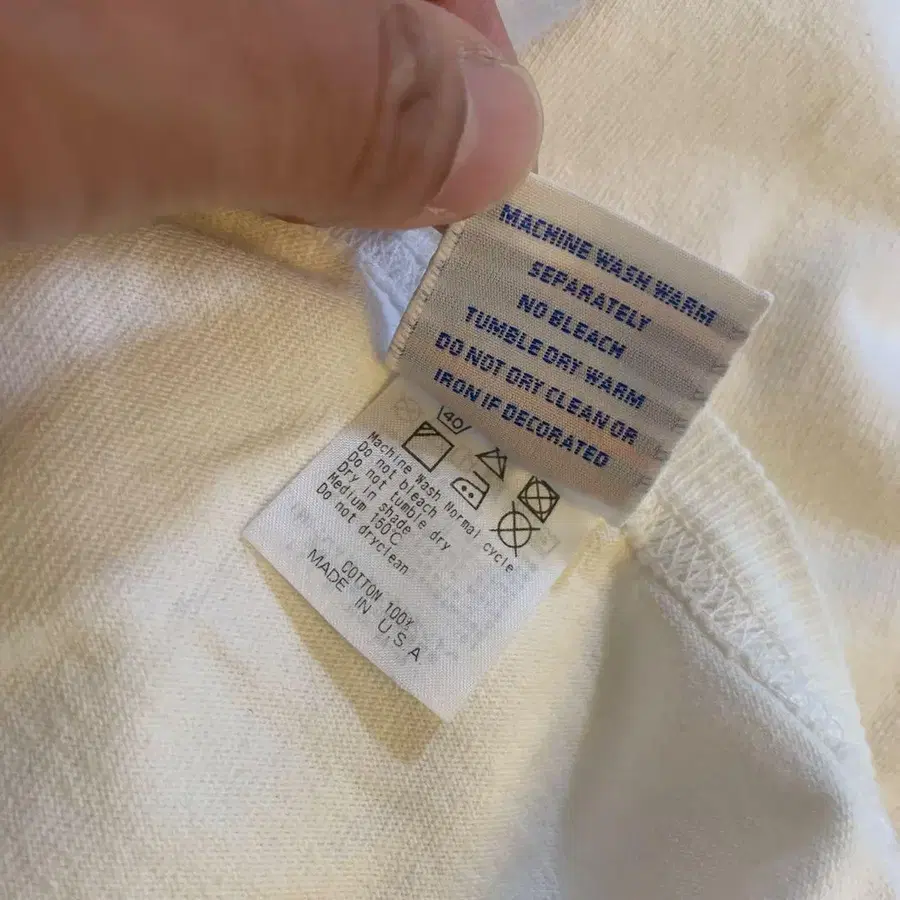 MACHINE WASH WARM
SEPARATELY
NO BLEACH
TUMBLE DRY WARM
DO NOT DRY CLEAN OR
IRON IF DECORATED
40
Machine Wash Normal cycle
Do not bleach
Do not tumble dry
Dry in shade
Medium 150℃
Do not dryclean
COTTON 100%
MADE IN U.S.A